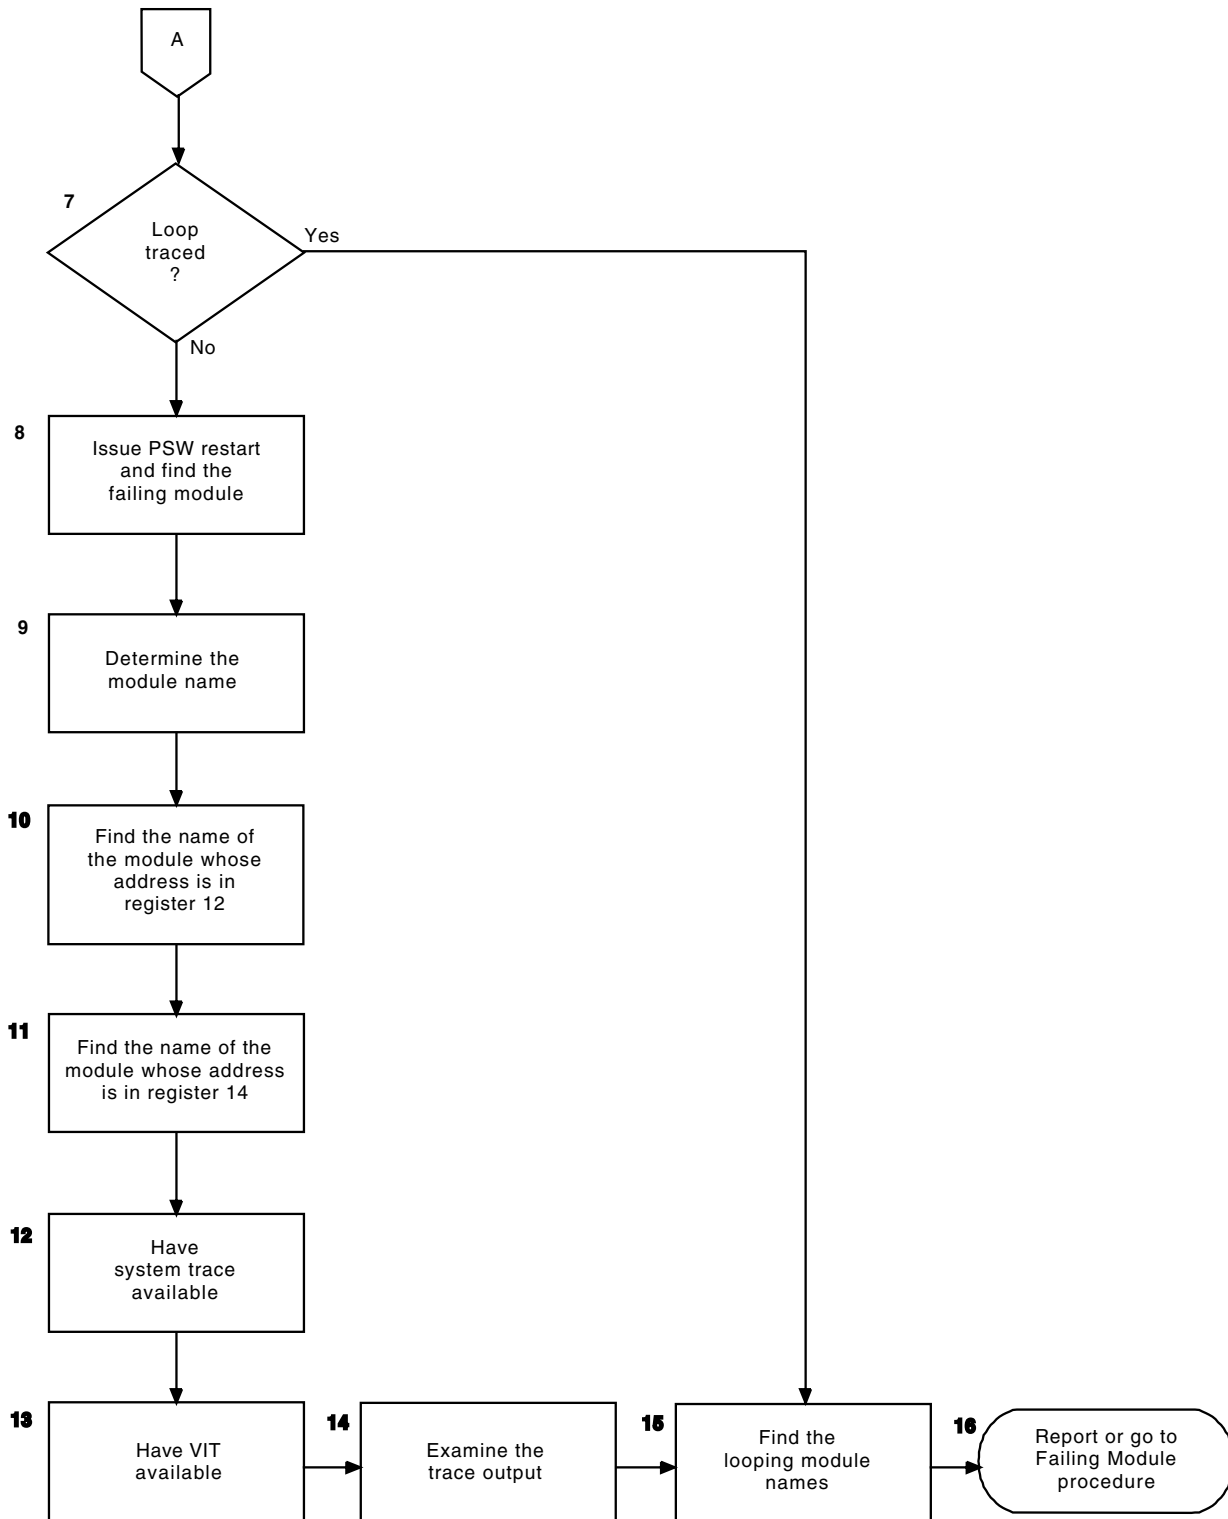 A
7
Loop
traced
?
Yes
No
8
Issue PSW restart
and find the
failing module
9
Determine the
module name
10
Find the name of
the module whose
address is in
register 12
11
Find the name of the
module whose address
is in register 14
12
Have
system trace
available
13
Have VIT
available
14
Examine the
trace output
15
Find the
looping module
names
16
Report or go to
Failing Module
procedure